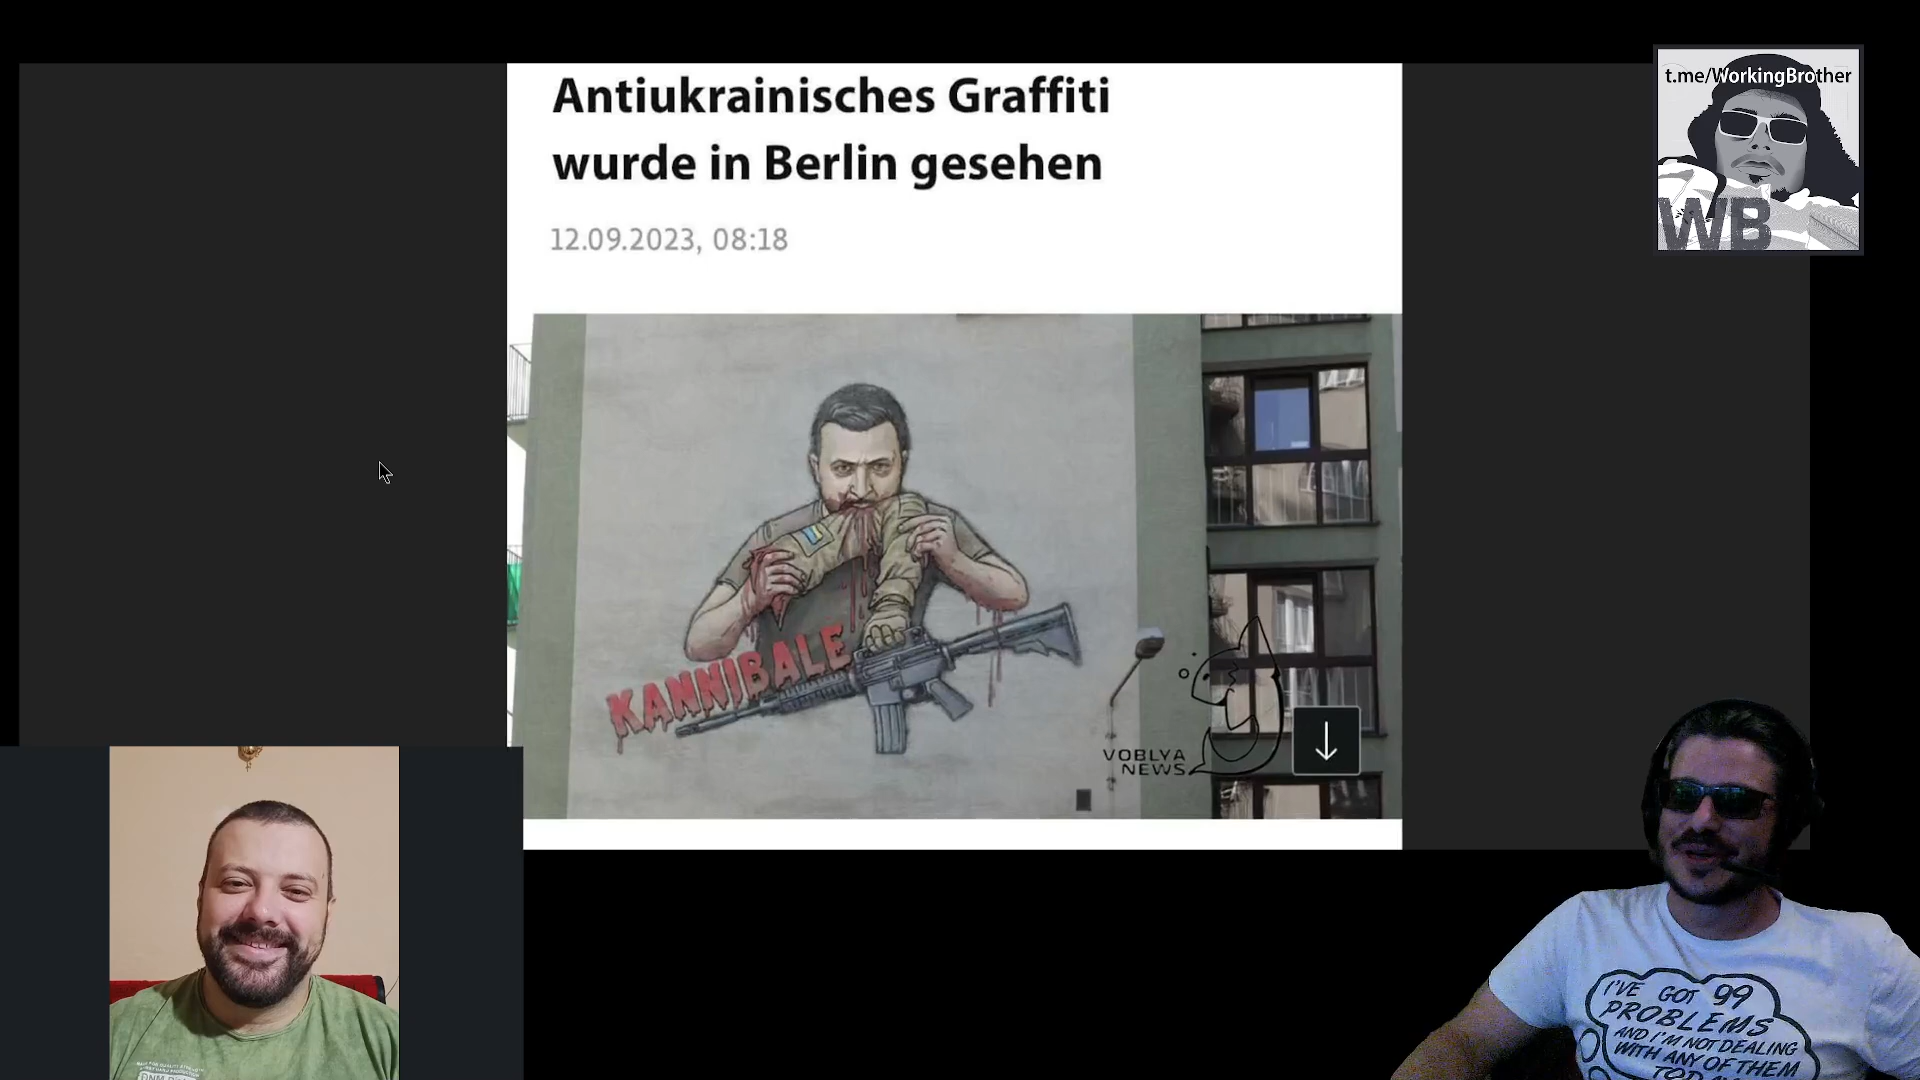 Antiukrainisches Graffiti
wurde in Berlin gesehen
12.09.2023, 08:18
KANNIBALE
VOBLYA
NEWS
t.me/WorkingBrother
WB
I'VE GOT 99
PROBLEMS
AND I'M NOT DEALING
WITH ANY OF THEM